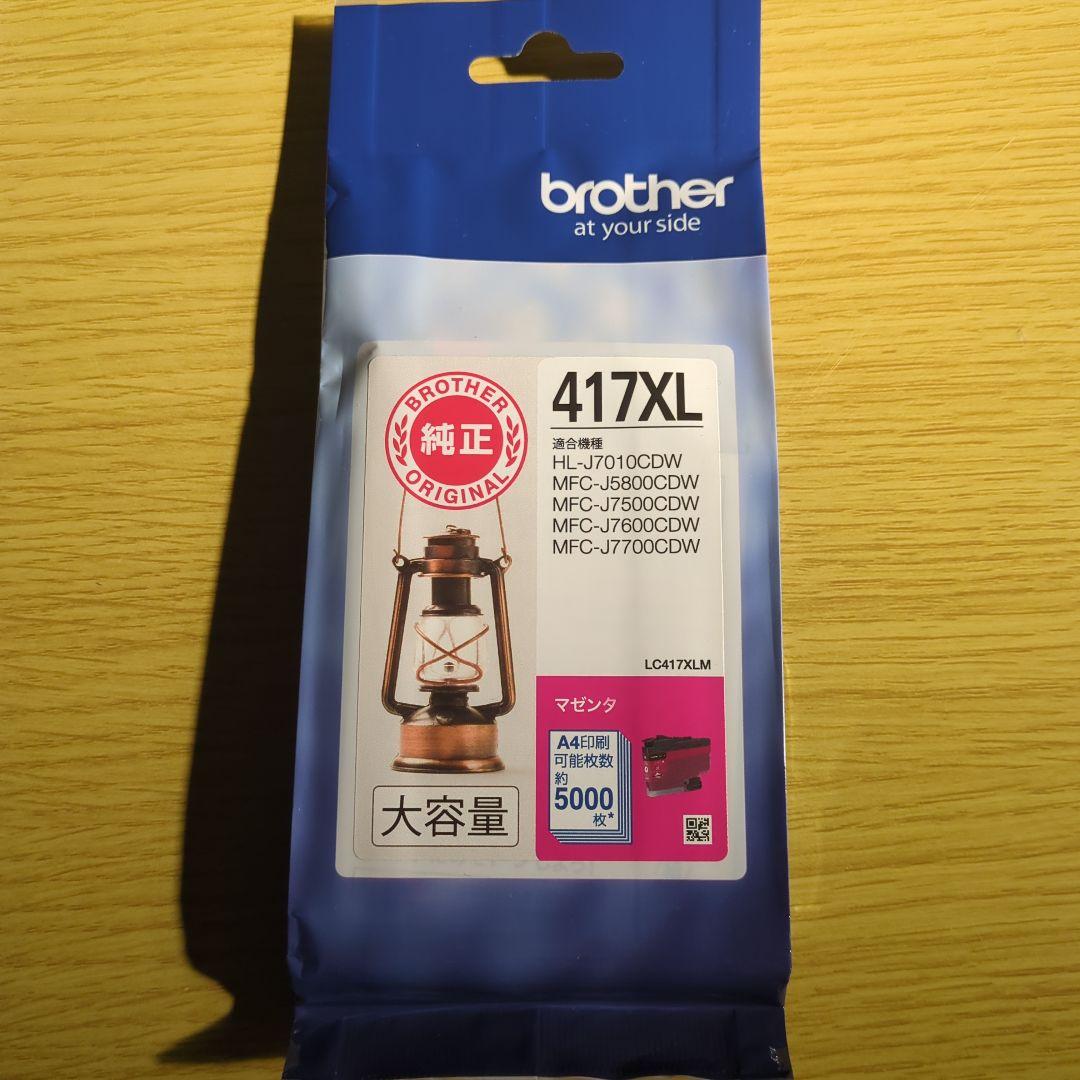 brother
at your side
BROTHER
純正
ORIGINAL
417XL
適合機種
HL-J7010CDW
MFC-J5800CDW
MFC-J7500CDW
MFC-J7600CDW
MFC-J7700CDW
LC417XLM
マゼンタ
A4印刷
可能枚数
約
5000
枚*
大容量